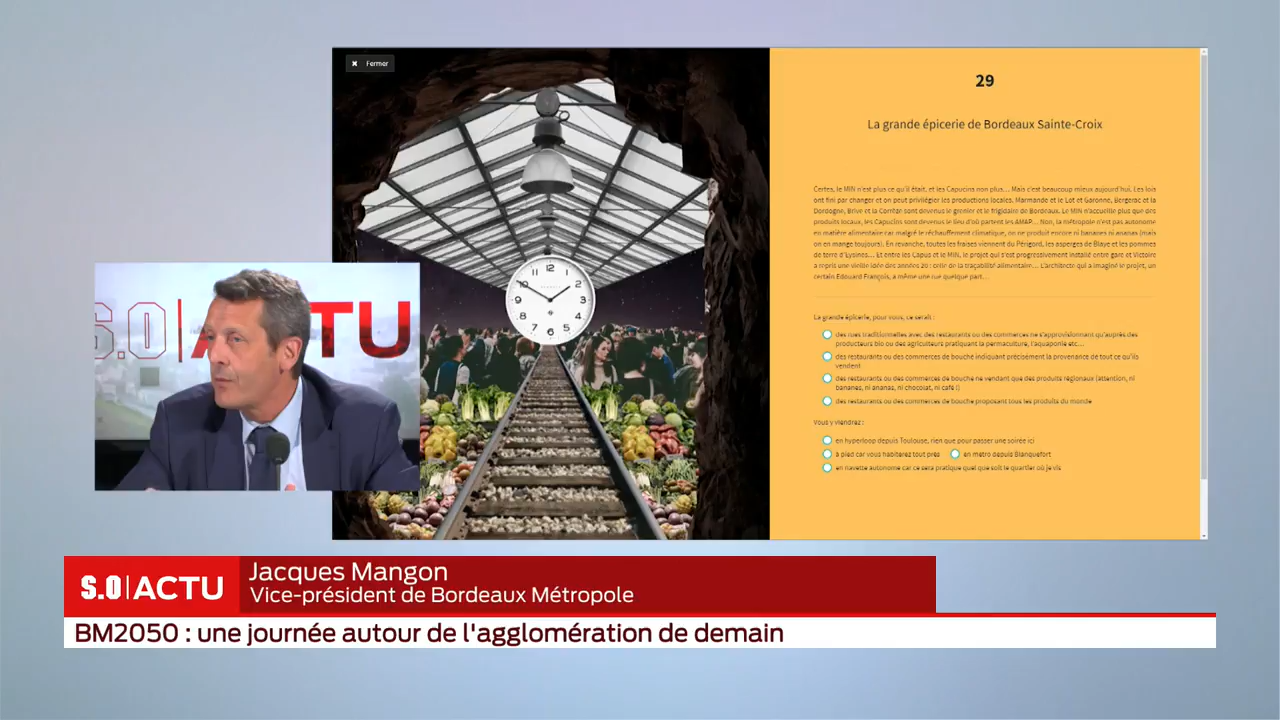 ✖ Fermer
12
11 1
10 2
9 3
8 4
7 5
6
29
La grande épicerie de Bordeaux Sainte-Croix
Certes, le MIN n'est plus ce qu'il était, et les Capucins non plus... Mais c'est beaucoup mieux aujourd'hui. Les lois
ont fini par changer et on peut privilégier les productions locales. Marmande et le Lot et Garonne, Bergerac et la
Dordogne, Brive et la Corrèze sont devenus le grenier et le frigidaire de Bordeaux. Le MIN n'accueille plus que des
produits locaux, les Capucins sont devenus le lieu d'où partent les AMAP... Non, la métropole n'est pas autonome
en matière alimentaire car malgré le réchauffement climatique, on ne produit encore ni bananes ni ananas (mais
on en mange toujours). En revanche, toutes les fraises viennent du Périgord, les asperges de Blaye et les pommes
de terre d'Eysines... Et entre les Capus et le MIN, le projet qui s'est progressivement installé entre gare et Victoire
a repris une vieille idée des années 20 : celle de la traçabilité alimentaire... L'architecte qui a imaginé le projet, un
certain Edouard François, a même une rue quelque part...
La grande épicerie, pour vous, ce serait :
des rues traditionnelles avec des restaurants ou des commerces ne s'approvisionnant qu'auprès des
producteurs bio ou des agriculteurs pratiquant la permaculture, l'aquaponie etc...
des restaurants ou des commerces de bouche indiquant précisément la provenance de tout ce qu'ils
vendent
des restaurants ou des commerces de bouche ne vendant que des produits régionaux (attention, ni
bananes, ni ananas, ni chocolat, ni café !)
des restaurants ou des commerces de bouche proposant tous les produits du monde
Vous y viendrez :
en hyperloop depuis Toulouse, rien que pour passer une soirée ici
à pied car vous habiterez tout près en métro depuis Blanquefort
en navette autonome car ce sera pratique quel que soit le quartier où je vis
S.O ACTU
S.O ACTU
Jacques Mangon
Vice-président de Bordeaux Métropole
BM2050 : une journée autour de l'agglomération de demain